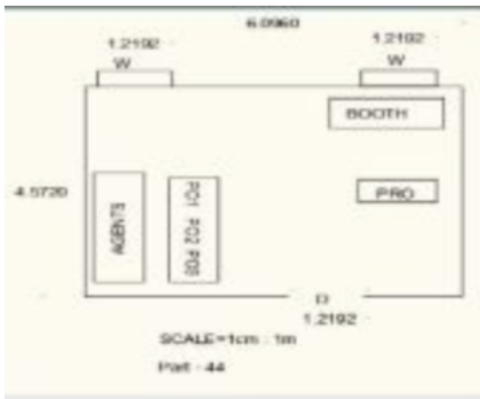 6.0960
1.2192
1.2192
W
W
BOOTH
4.5720
AGENTS
PO1 PO2 PO3
PRO
D
1.2192
SCALE=1cm : 1m
Part - 44